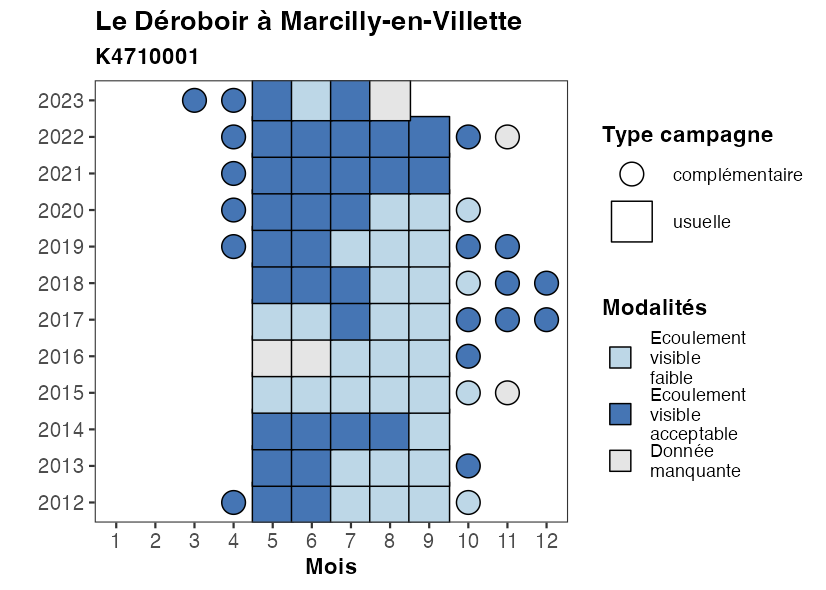 Le Déroboir à Marcilly-en-Villette
K4710001
2023
2022
2021
2020
2019
2018
2017
2016
2015
2014
2013
2012
1 2 3 4 5 6 7 8 9 10 11 12
Mois
Type campagne
complémentaire
usuelle
Modalités
Ecoulement
visible
faible
Ecoulement
visible
acceptable
Donnée
manquante